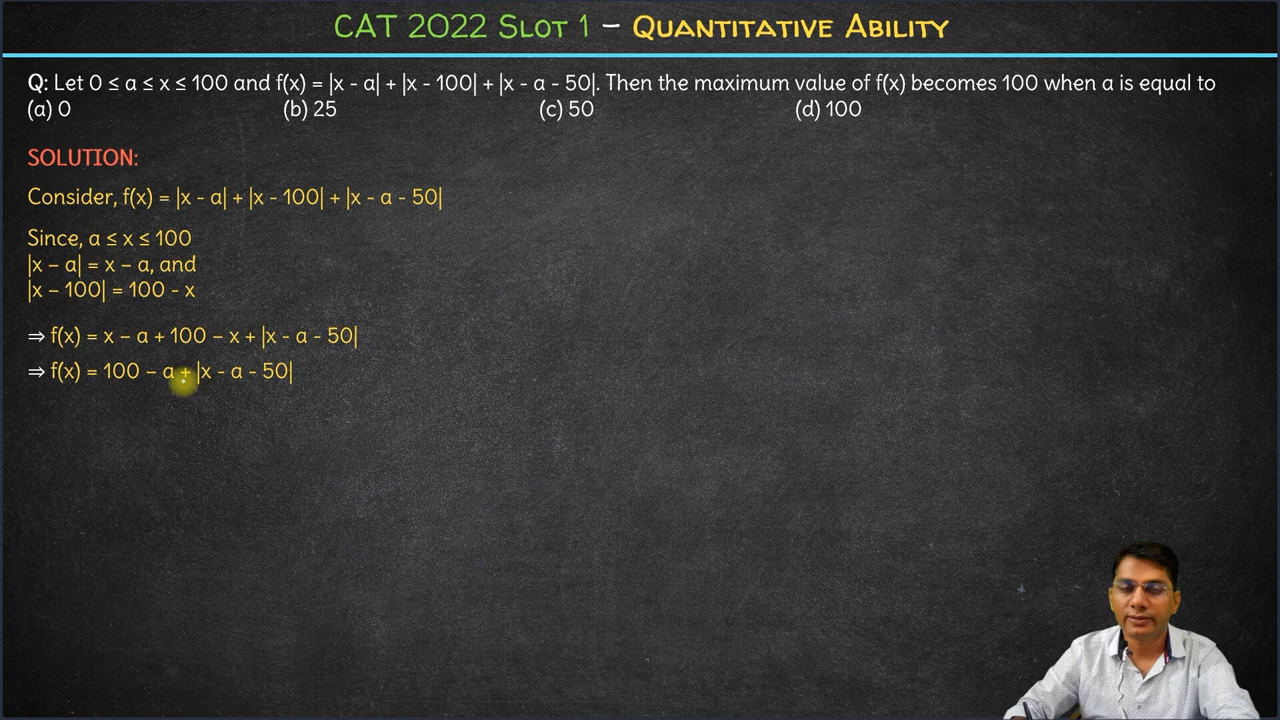 CAT 2022 SLOT 1 – QUANTITATIVE ABILITY
Q: Let 0 ≤ a ≤ x ≤ 100 and f(x) = |x - a| + |x - 100| + |x - a - 50|. Then the maximum value of f(x) becomes 100 when a is equal to
(a) 0 (b) 25 (c) 50 (d) 100
SOLUTION:
Consider, f(x) = |x - a| + |x - 100| + |x - a - 50|
Since, a ≤ x ≤ 100
|x – a| = x – a, and
|x – 100| = 100 - x
⇒ f(x) = x – a + 100 – x + |x - a - 50|
⇒ f(x) = 100 – a + |x - a - 50|